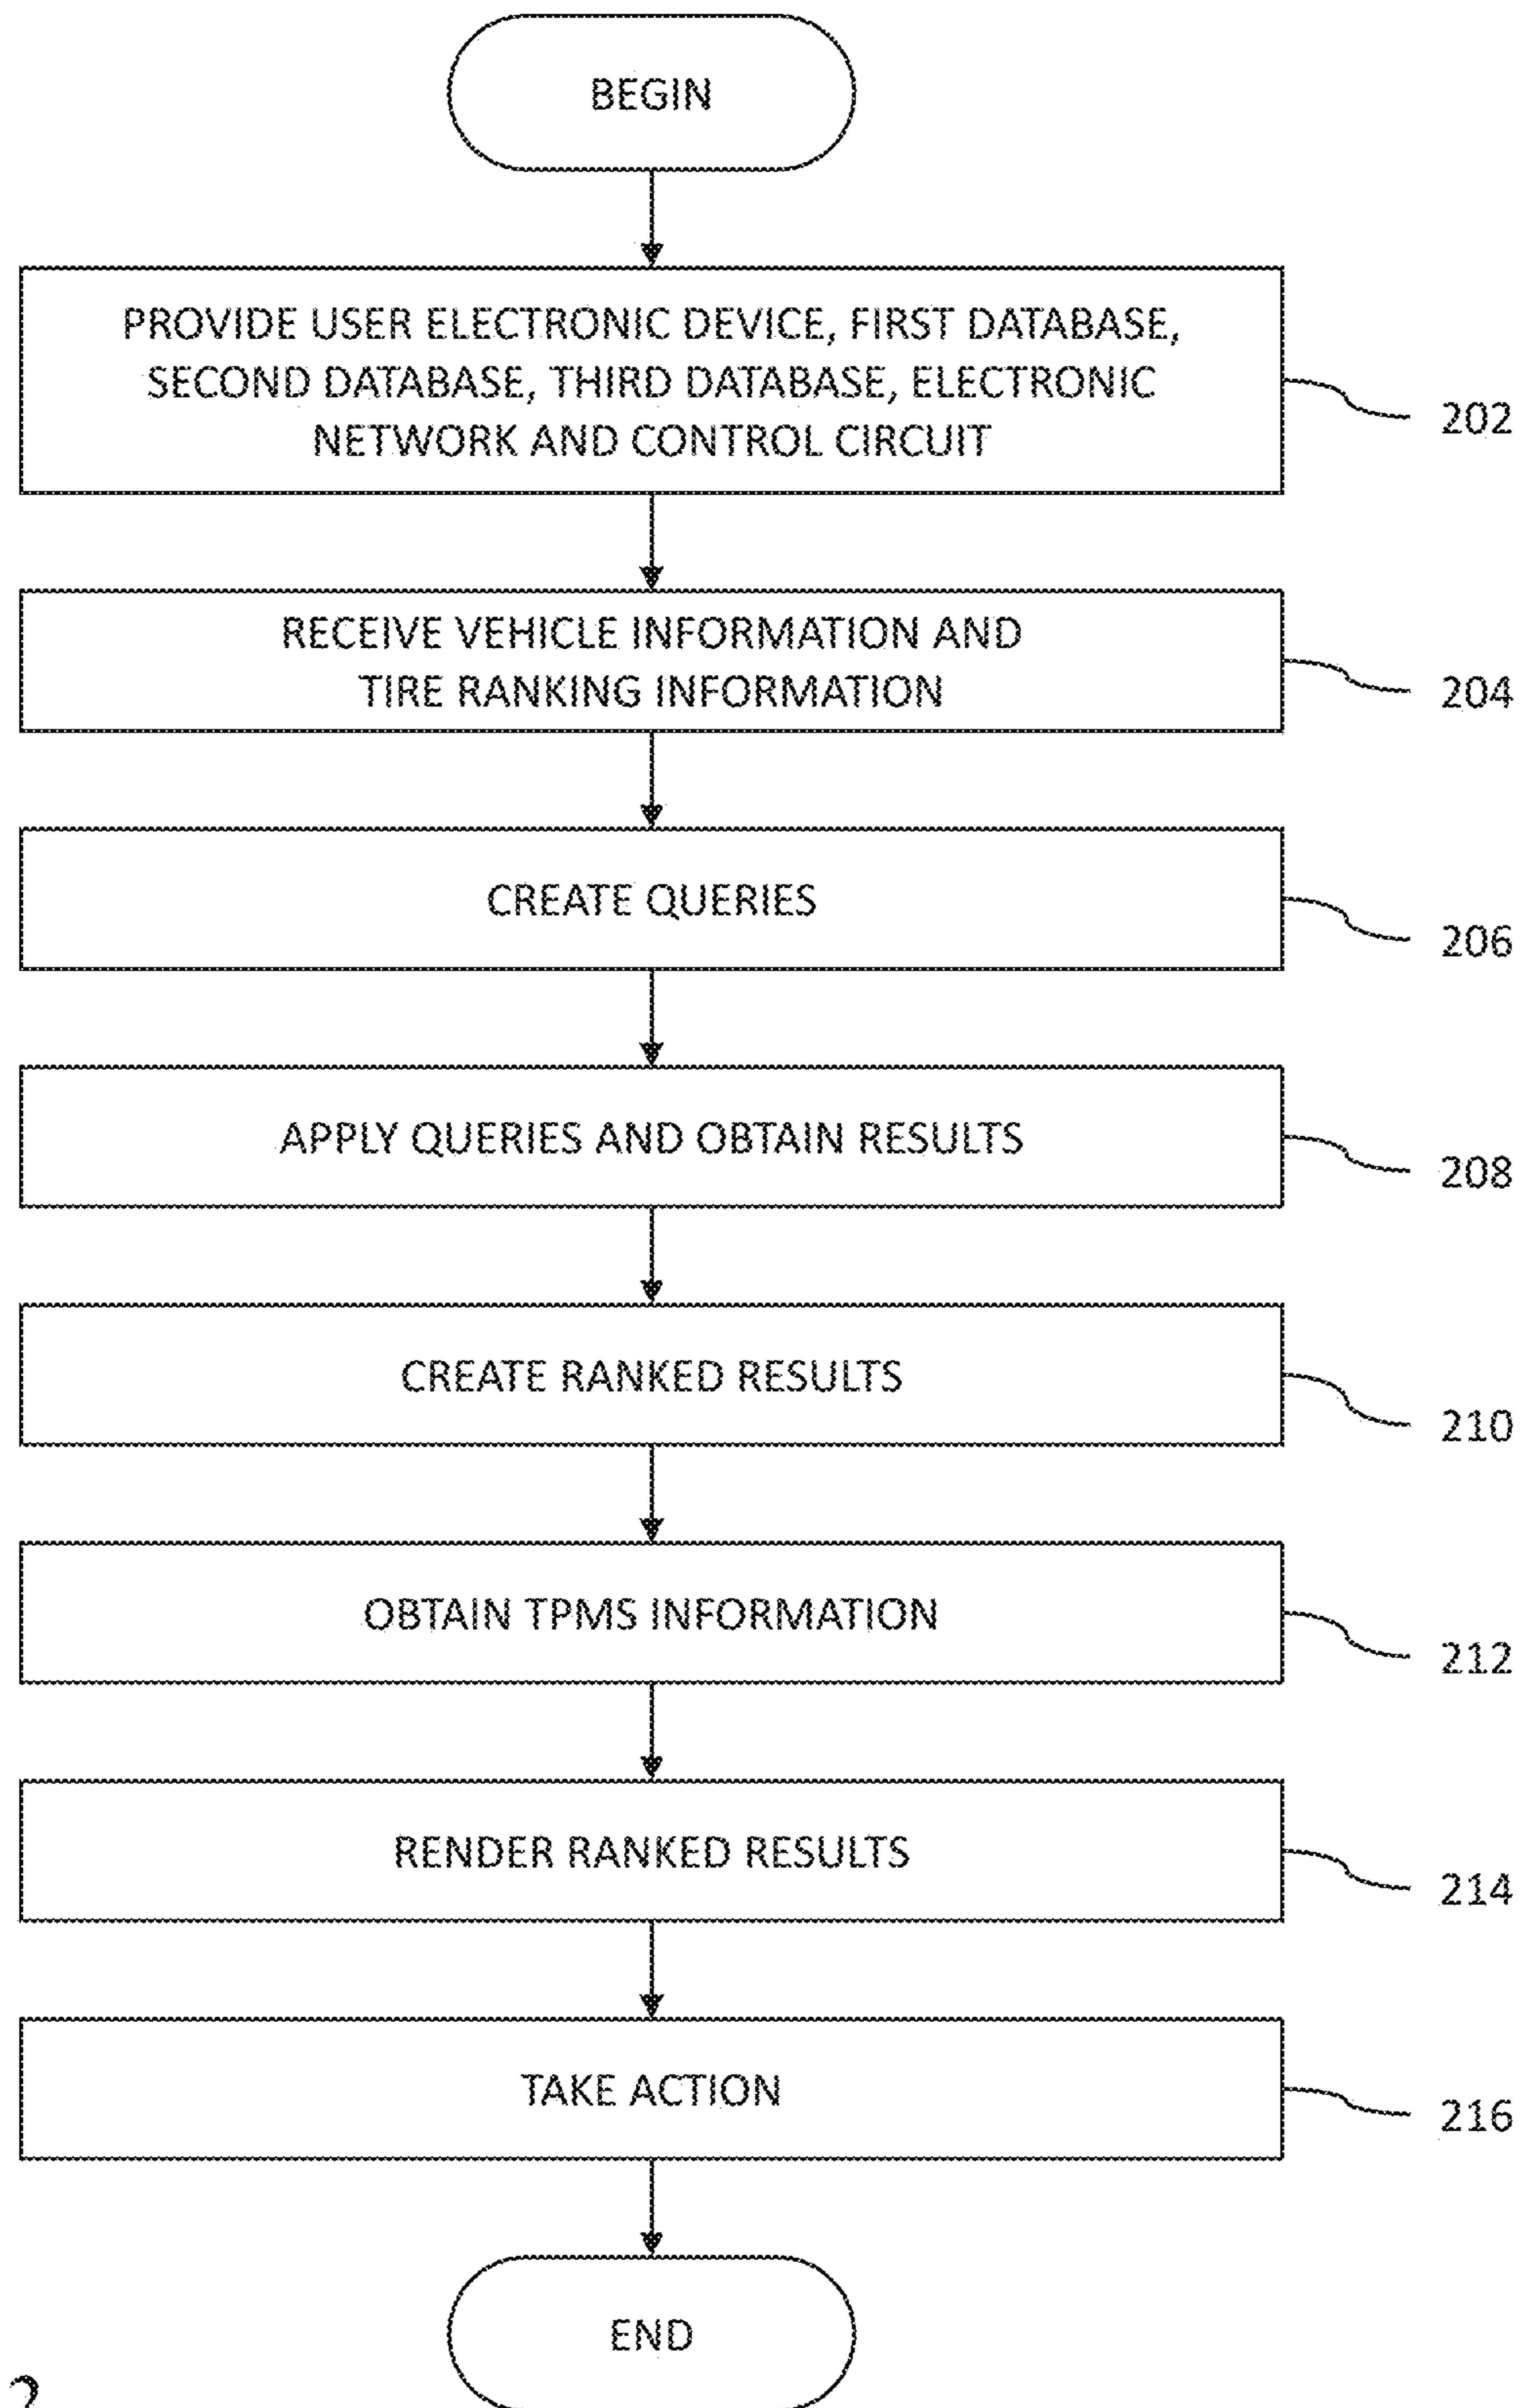 BEGIN
PROVIDE USER ELECTRONIC DEVICE, FIRST DATABASE,
SECOND DATABASE, THIRD DATABASE, ELECTRONIC
NETWORK AND CONTROL CIRCUIT
202
RECEIVE VEHICLE INFORMATION AND
TIRE RANKING INFORMATION
204
CREATE QUERIES
206
APPLY QUERIES AND OBTAIN RESULTS
208
CREATE RANKED RESULTS
210
OBTAIN TPMS INFORMATION
212
RENDER RANKED RESULTS
214
TAKE ACTION
216
END
2